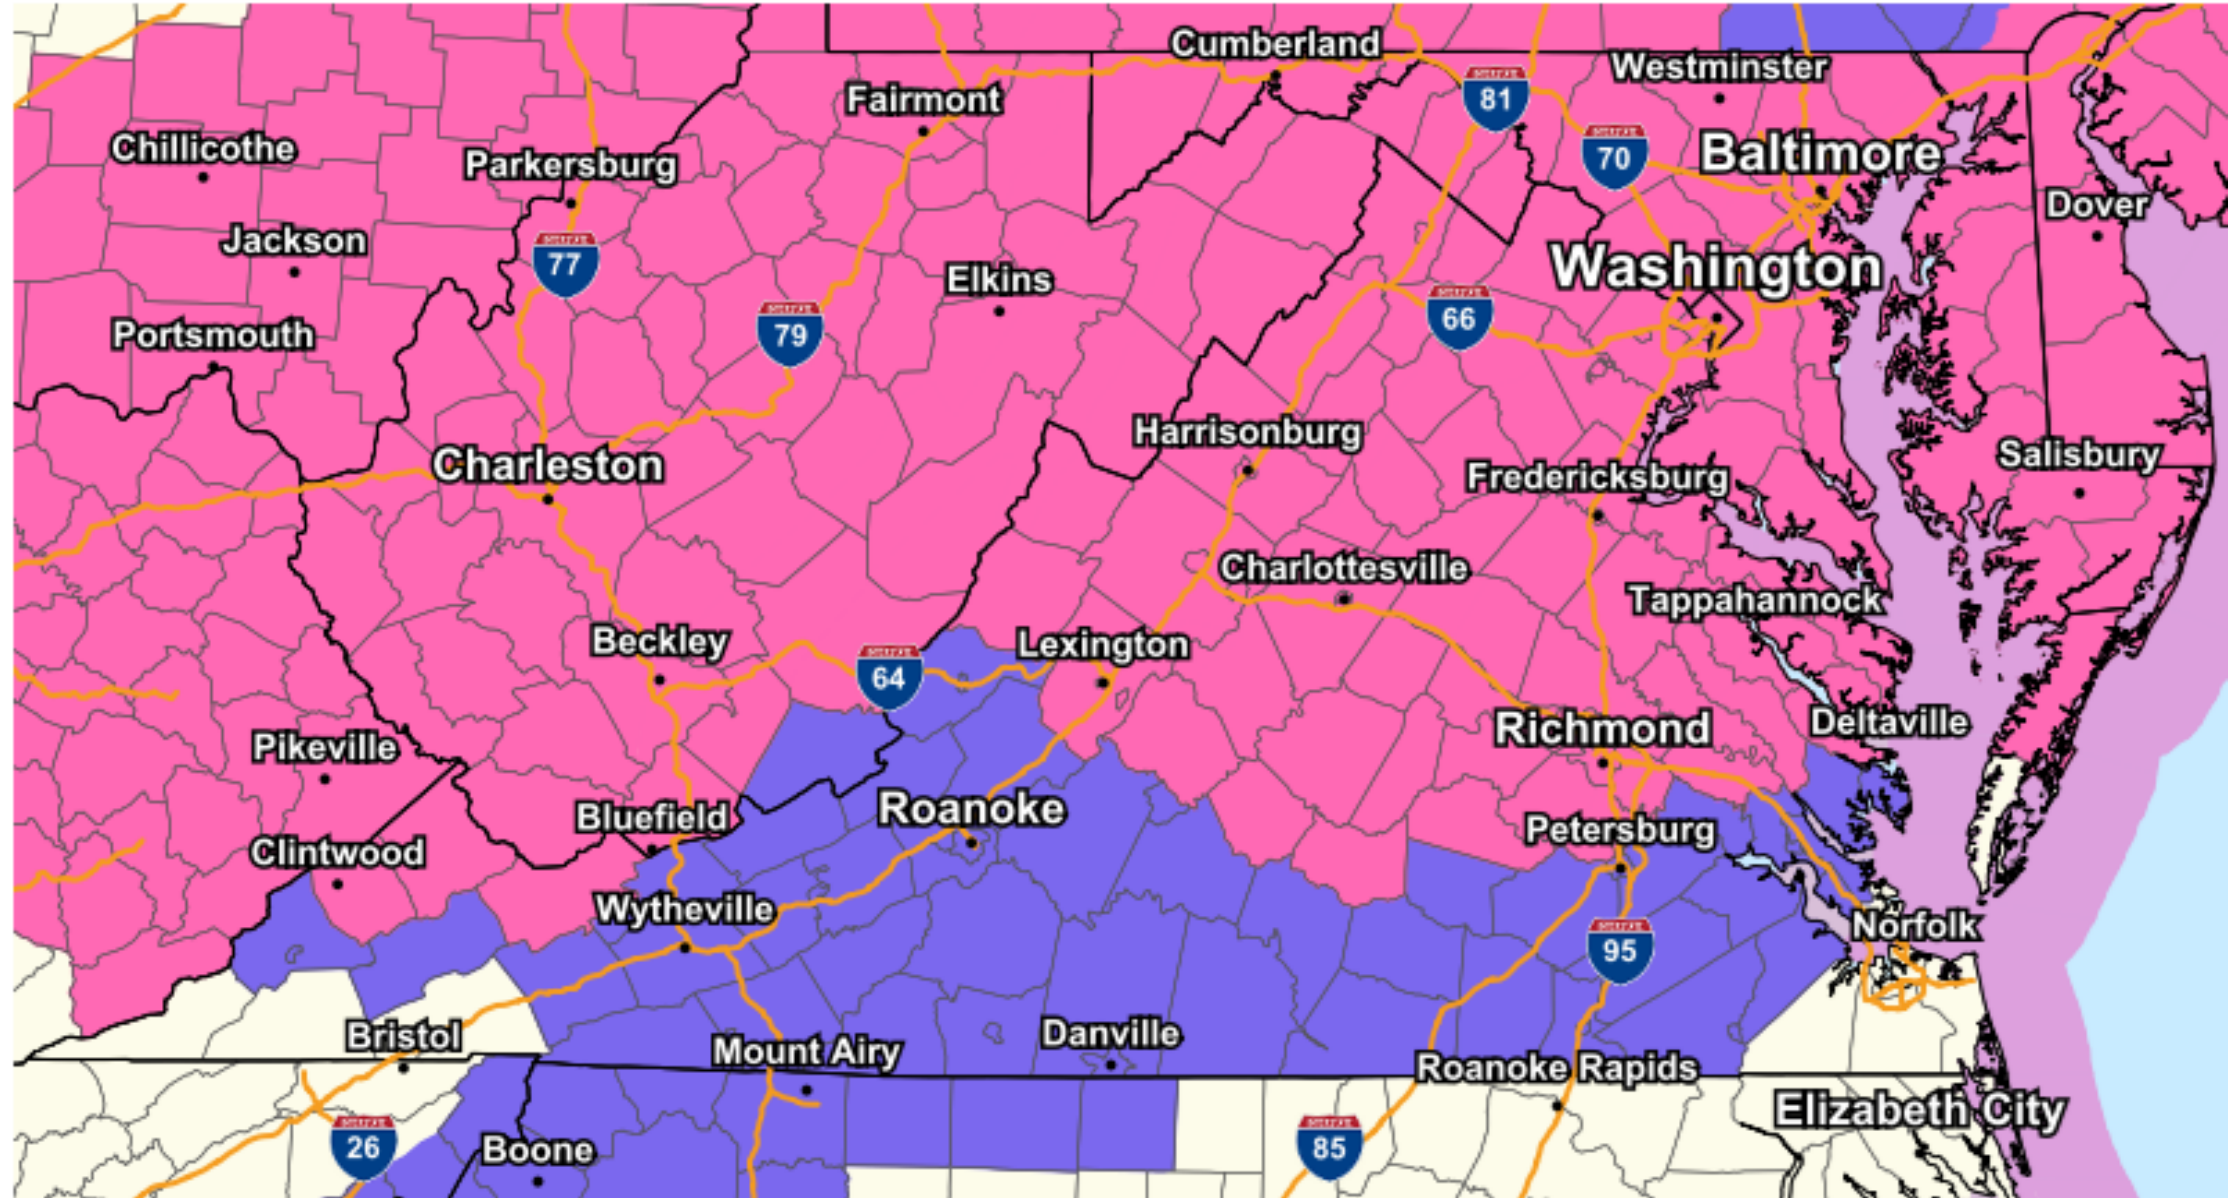 Cumberland
Westminster
81
Fairmont
70
Baltimore
Chillicothe
Parkersburg
Dover
Jackson
77
Washington
Elkins
79
66
Portsmouth
Harrisonburg
Charleston
Salisbury
Fredericksburg
Charlottesville
Tappahannock
Beckley
Lexington
64
Deltaville
Richmond
Pikeville
Roanoke
Bluefield
Petersburg
Clintwood
Wytheville
Norfolk
95
Bristol
Danville
Mount Airy
Roanoke Rapids
Elizabeth City
26
85
Boone